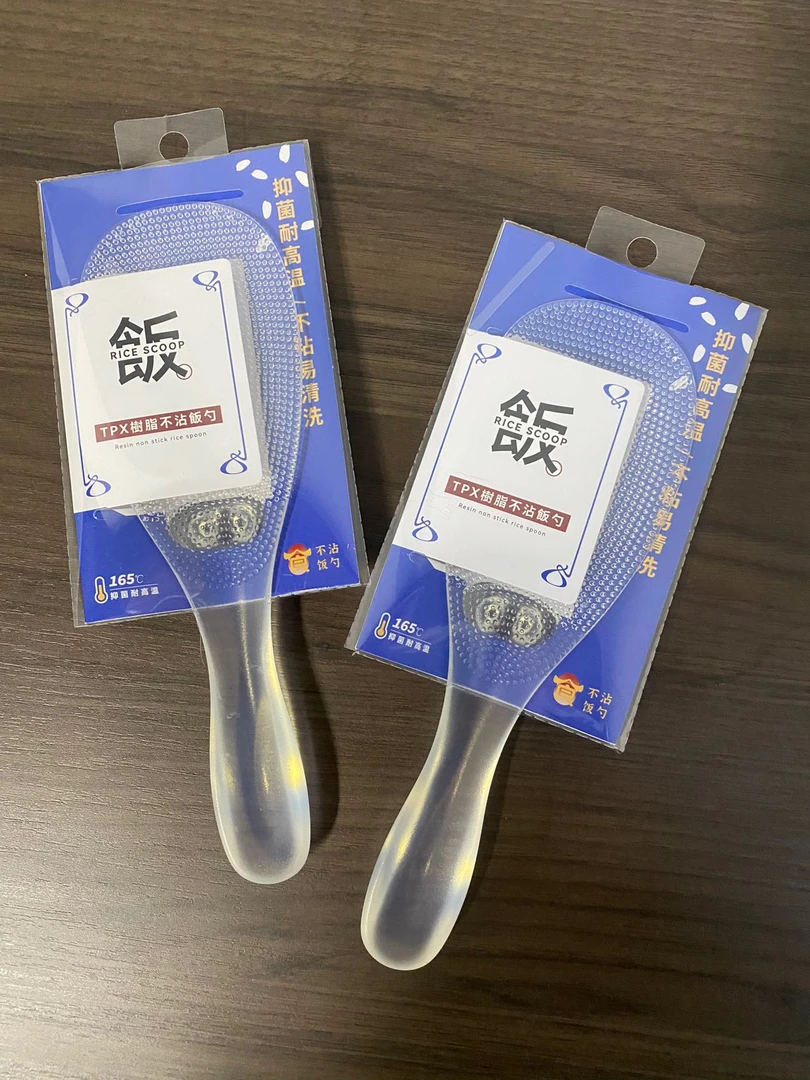 抑菌耐高温/不沾易清洗
飯
RICE SCOOP
TPX樹脂不沾飯勺
Resin non stick rice spoon
165℃
抑菌耐高温
不沾
饭勺
抑菌耐高温/不粘易清洗
飯
RICE SCOOP
TPX樹脂不沾飯勺
Resin non stick rice spoon
165℃
抑菌耐高温
不沾
饭勺